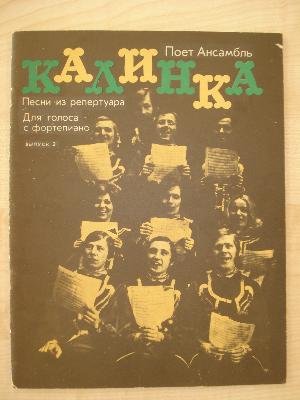 Поет Ансамбль
КАЛИНКА
Песни из репертуара
Для голоса
с фортепиано
выпуск 2